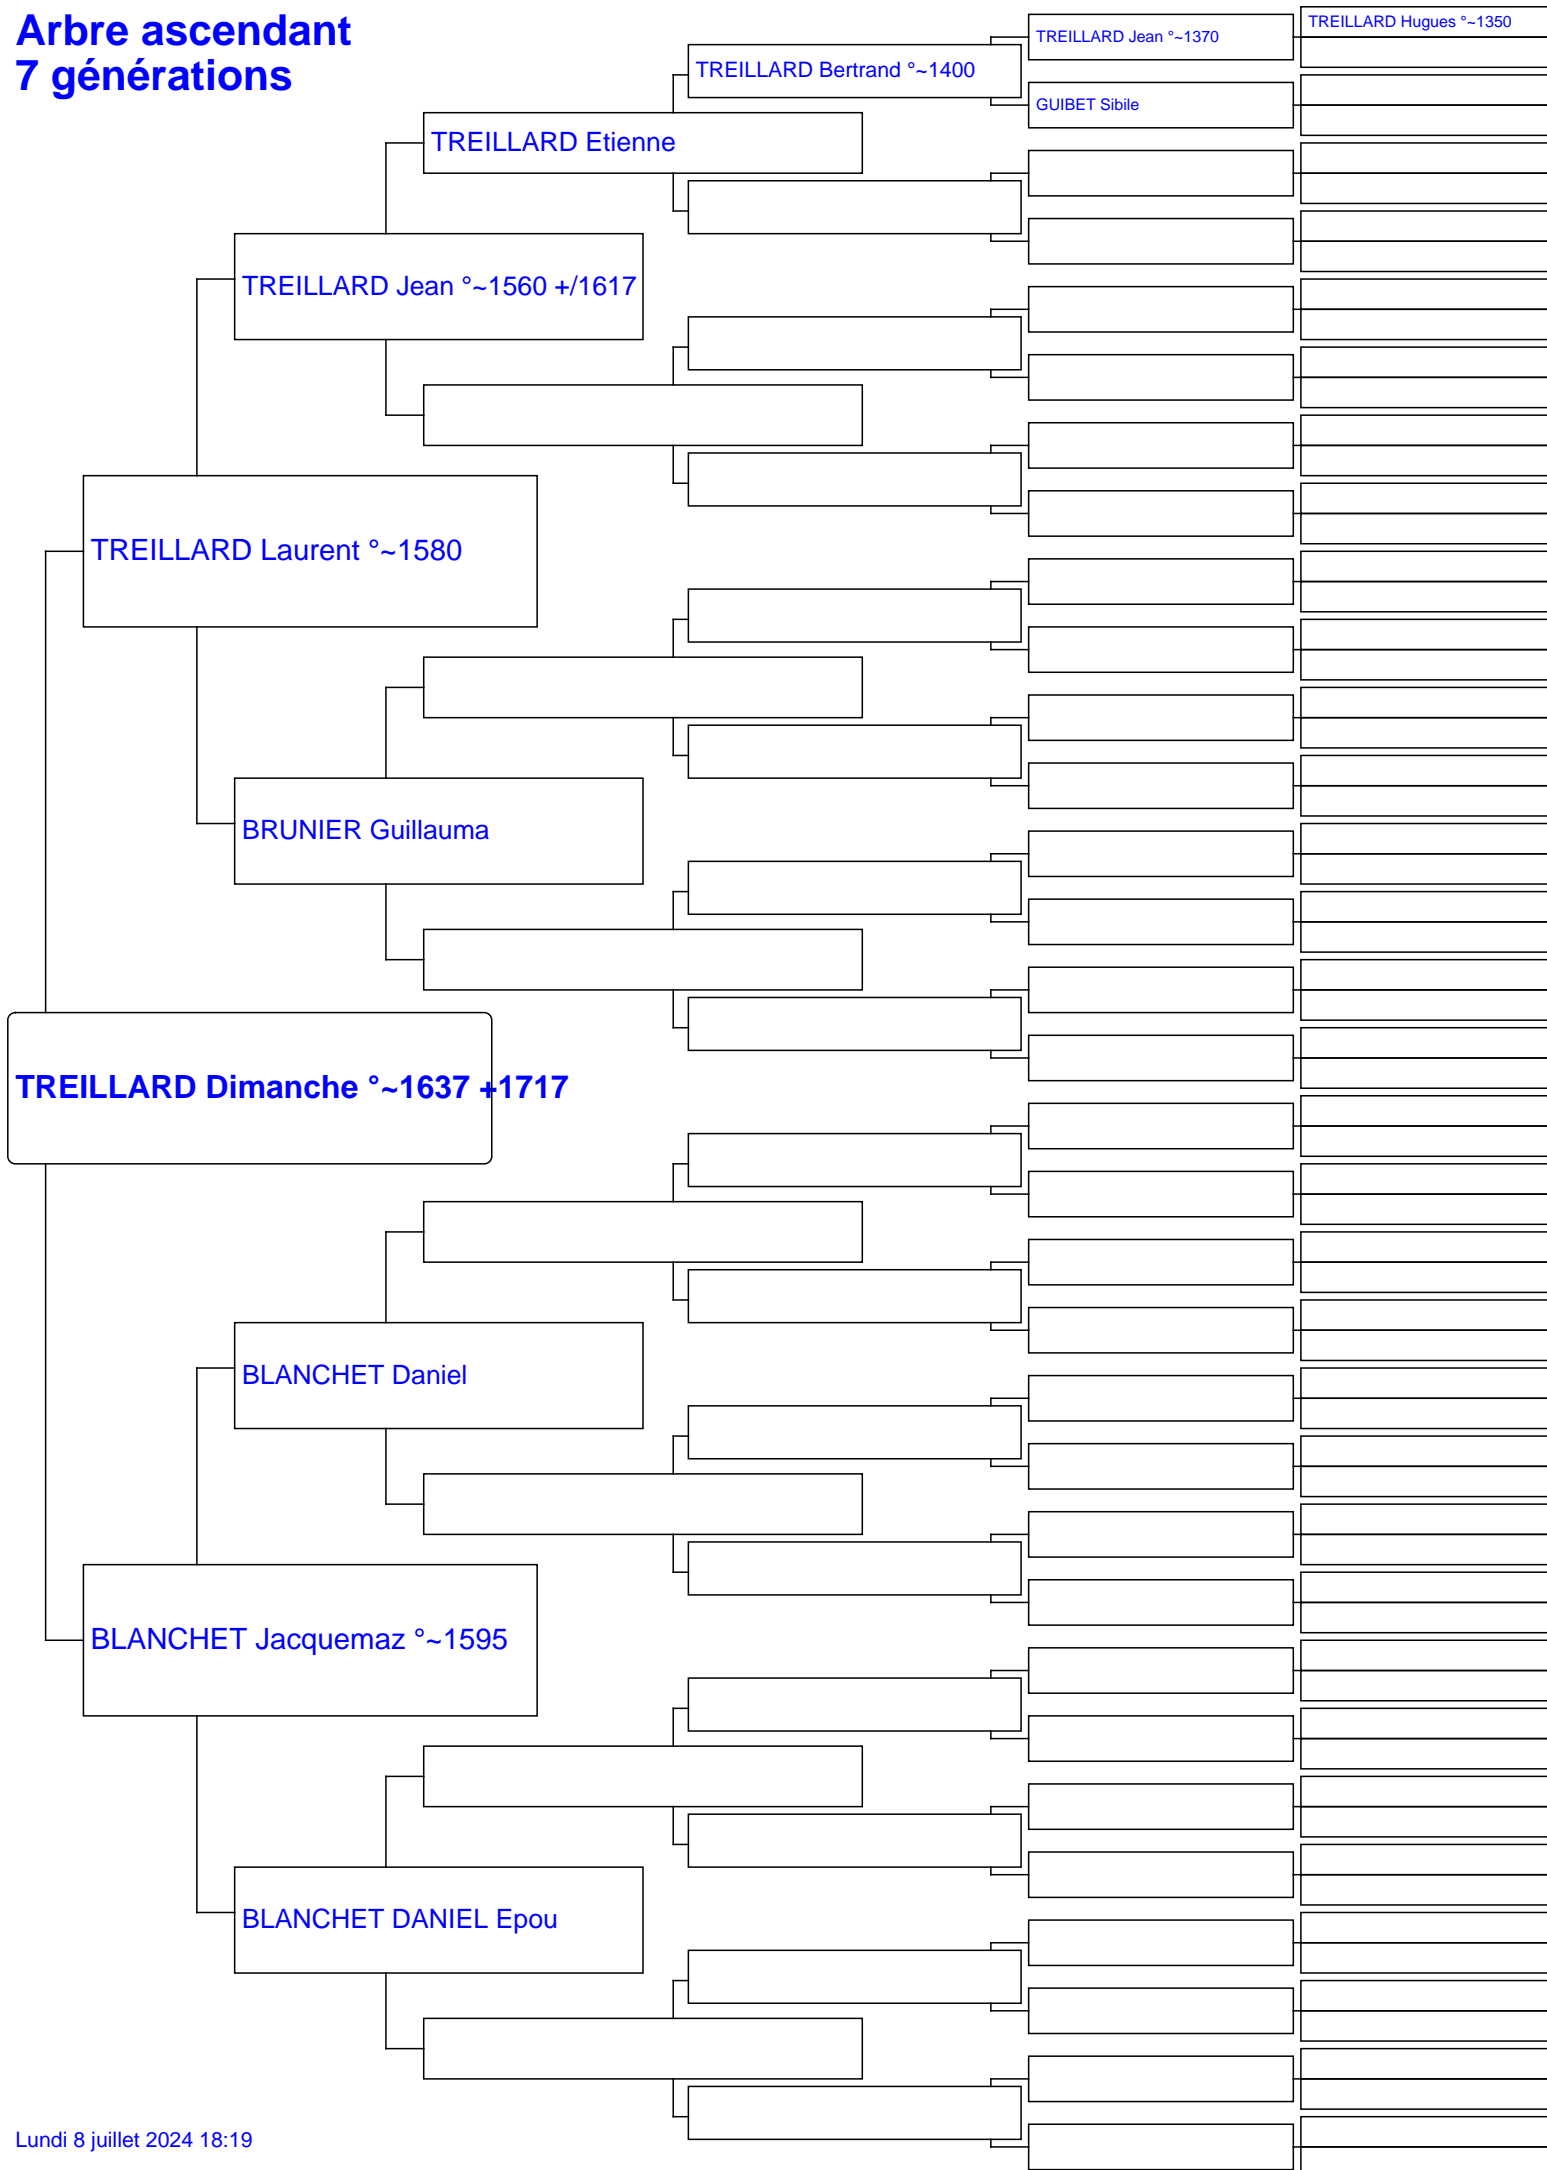 Arbre ascendant
7 générations
TREILLARD Hugues °~1350
TREILLARD Jean °~1370
TREILLARD Bertrand °~1400
GUIBET Sibile
TREILLARD Etienne
TREILLARD Jean °~1560 +/1617
TREILLARD Laurent °~1580
BRUNIER Guillauma
TREILLARD Dimanche °~1637 +1717
BLANCHET Daniel
BLANCHET Jacquemaz °~1595
BLANCHET DANIEL Epou
Lundi 8 juillet 2024 18:19